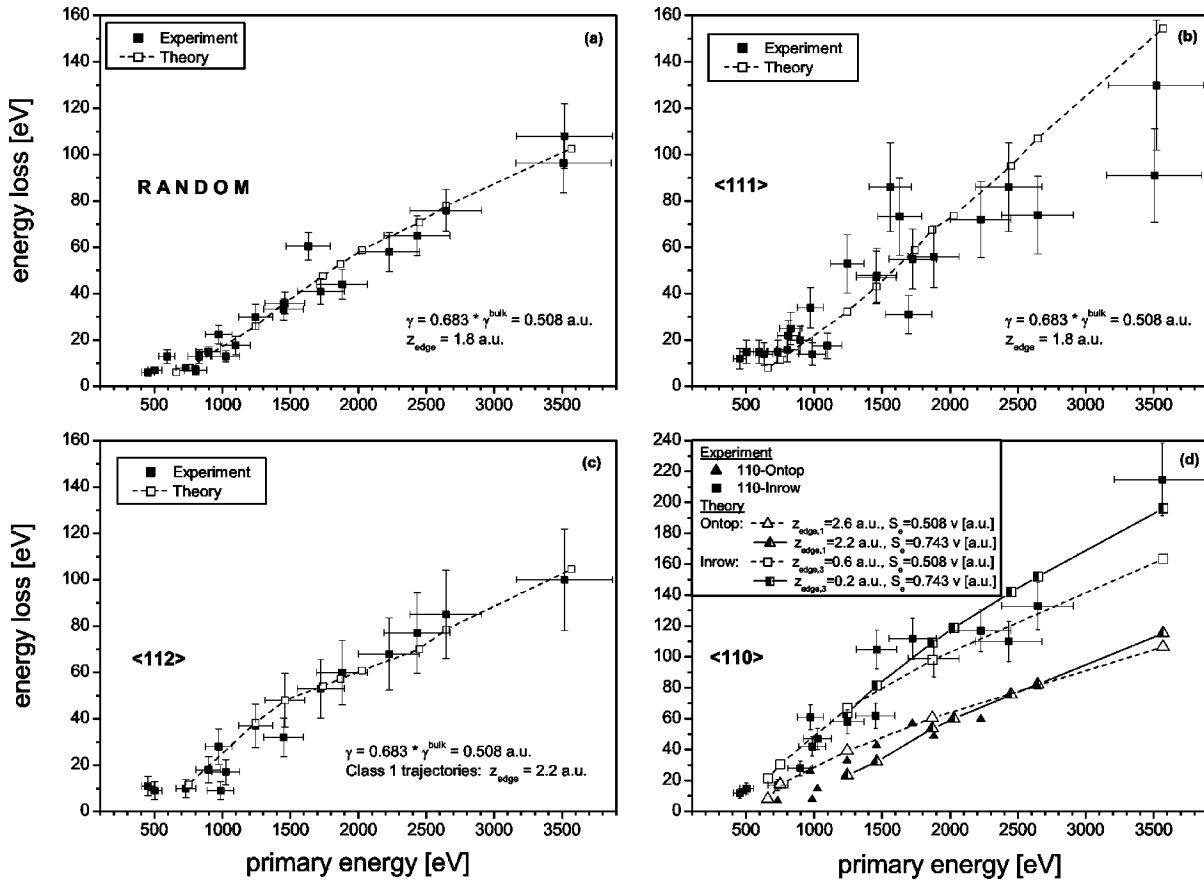 160
140
120
100
80
60
40
20
0
energy loss [eV]
Experiment
Theory
(a)
R A N D O M
γ = 0.683 * γ^bulk = 0.508 a.u.
z_edge = 1.8 a.u.
500 1000 1500 2000 2500 3000 3500
160
140
120
100
80
60
40
20
0
Experiment
Theory
(b)
<111>
γ = 0.683 * γ^bulk = 0.508 a.u.
z_edge = 1.8 a.u.
500 1000 1500 2000 2500 3000 3500
160
140
120
100
80
60
40
20
0
energy loss [eV]
Experiment
Theory
(c)
<112>
γ = 0.683 * γ^bulk = 0.508 a.u.
Class 1 trajectories: z_edge = 2.2 a.u.
500 1000 1500 2000 2500 3000 3500
primary energy [eV]
240
220
200
180
160
140
120
100
80
60
40
20
0
Experiment
110-Ontop
110-Inrow
Theory
Ontop: z_edge,1=2.6 a.u., S_e=0.508 v [a.u.]
z_edge,1=2.2 a.u., S_e=0.743 v [a.u.]
Inrow: z_edge,3=0.6 a.u., S_e=0.508 v [a.u.]
z_edge,3=0.2 a.u., S_e=0.743 v [a.u.]
(d)
<110>
500 1000 1500 2000 2500 3000 3500
primary energy [eV]